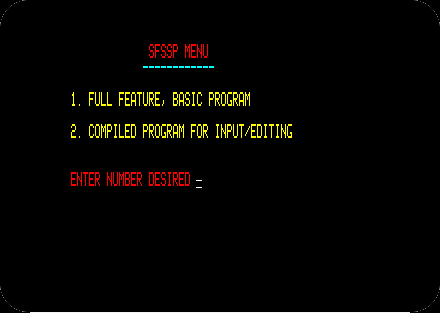 SFSSP MENU
------------
1. FULL FEATURE, BASIC PROGRAM
2. COMPILED PROGRAM FOR INPUT/EDITING
ENTER NUMBER DESIRED _